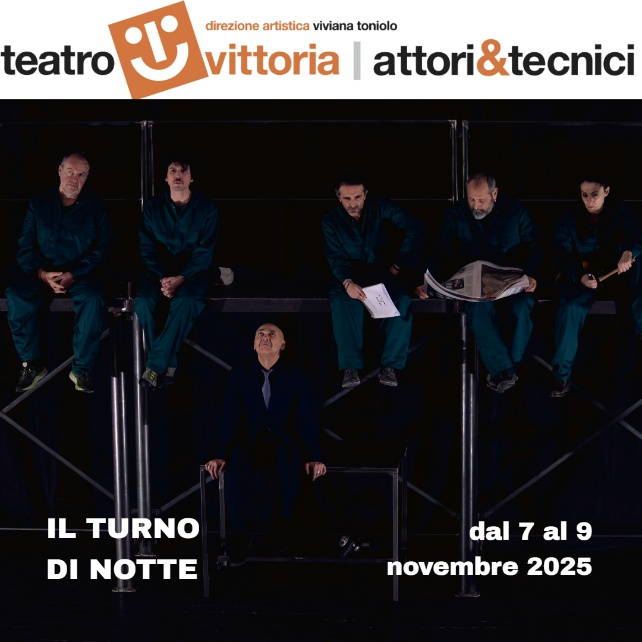 direzione artistica viviana toniolo
teatro vittoria | attori&tecnici
IL TURNO
DI NOTTE
dal 7 al 9
novembre 2025